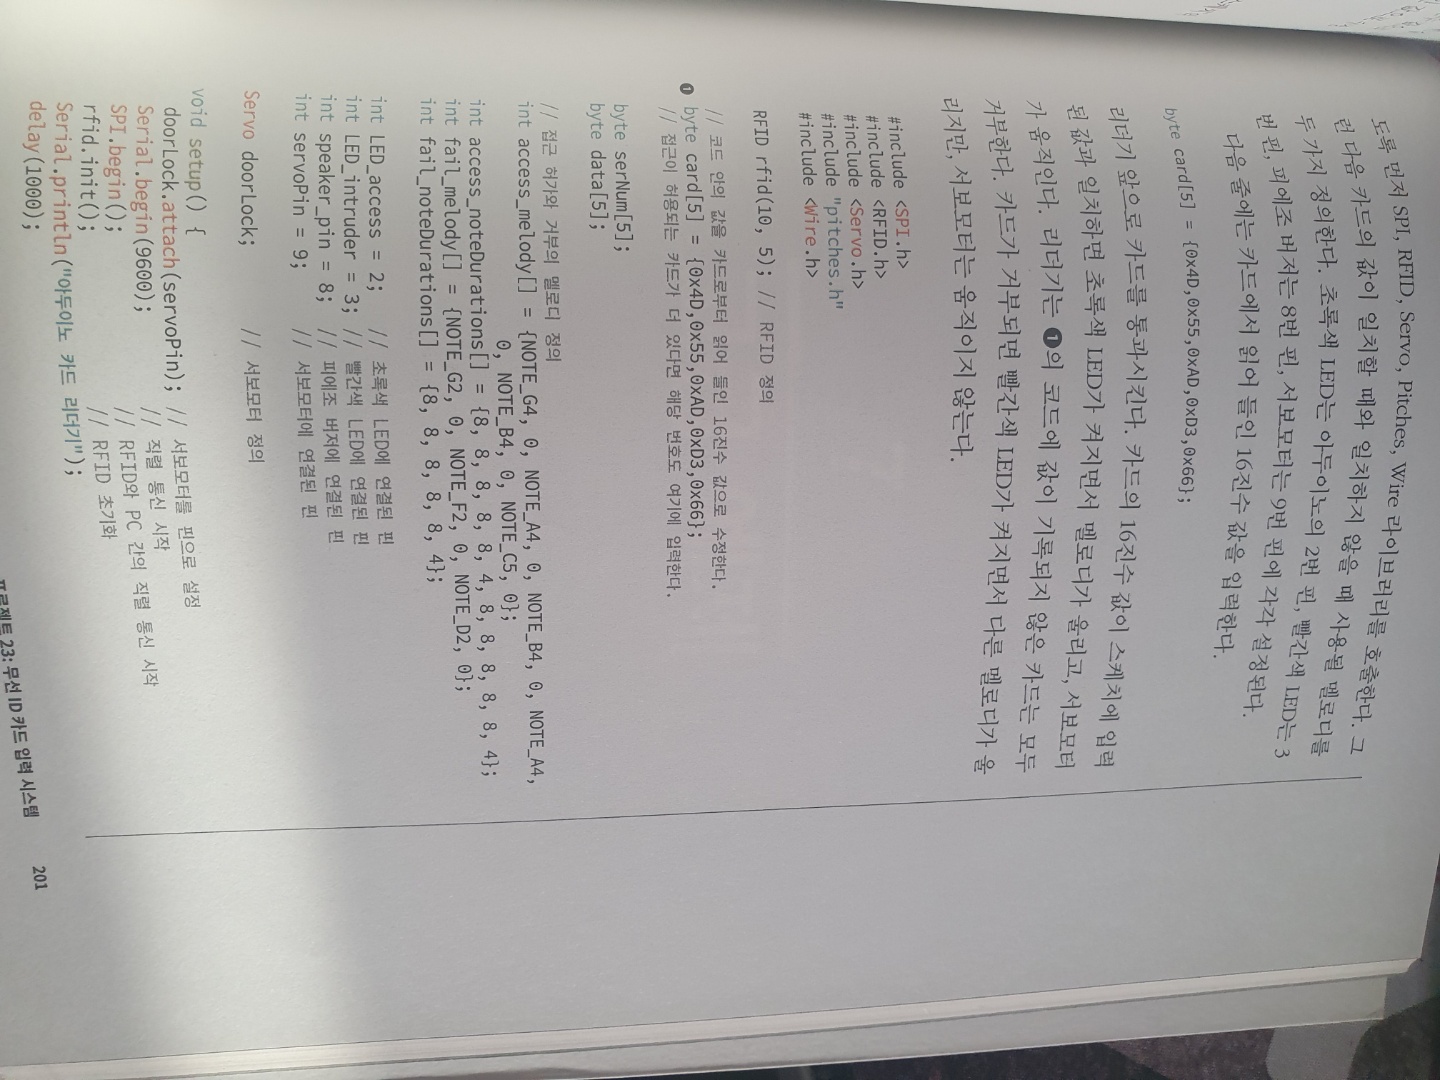 도록 먼저 SPI, RFID, Servo, Pitches, Wire 라이브러리를 호출한다. 그
런 다음 카드의 값이 일치할 때와 일치하지 않을 때 사용될 멜로디를
두 가지 정의한다. 초록색 LED는 아두이노의 2번 핀, 빨간색 LED는 3
번 핀, 피에조 버저는 8번 핀, 서보모터는 9번 핀에 각각 설정된다.
다음 줄에는 카드에서 읽어 들인 16진수 값을 입력한다.
byte card[5] = {0x4D,0x55,0xAD,0xD3,0x66};
리더기 앞으로 카드를 통과시킨다. 카드의 16진수 값이 스케치에 입력
된 값과 일치하면 초록색 LED가 켜지면서 멜로디가 울리고, 서보모터
가 움직인다. 리더기는 ❶의 코드에 값이 기록되지 않은 카드는 모두
거부한다. 카드가 거부되면 빨간색 LED가 켜지면서 다른 멜로디가 울
리지만, 서보모터는 움직이지 않는다.
#include <SPI.h>
#include <RFID.h>
#include <Servo.h>
#include "pitches.h"
#include <Wire.h>
RFID rfid(10, 5); // RFID 정의
// 코드 안의 값을 카드로부터 읽어 들인 16진수 값으로 수정한다.
❶ byte card[5] = {0x4D,0x55,0xAD,0xD3,0x66};
// 접근이 허용되는 카드가 더 있다면 해당 번호도 여기에 입력한다.
byte serNum[5];
byte data[5];
// 접근 허가와 거부의 멜로디 정의
int access_melody[] = {NOTE_G4, 0, NOTE_A4, 0, NOTE_B4, 0, NOTE_A4,
0, NOTE_B4, 0, NOTE_C5, 0};
int access_noteDurations[] = {8, 8, 8, 8, 8, 4, 8, 8, 8, 8, 8, 4};
int fail_melody[] = {NOTE_G2, 0, NOTE_F2, 0, NOTE_D2, 0};
int fail_noteDurations[] = {8, 8, 8, 8, 8, 4};
int LED_access = 2; // 초록색 LED에 연결된 핀
int LED_intruder = 3; // 빨간색 LED에 연결된 핀
int speaker_pin = 8; // 피에조 버저에 연결된 핀
int servoPin = 9; // 서보모터에 연결된 핀
Servo doorLock; // 서보모터 정의
void setup() {
doorLock.attach(servoPin); // 서보모터를 핀으로 설정
Serial.begin(9600); // 직렬 통신 시작
SPI.begin(); // RFID와 PC 간의 직렬 통신 시작
rfid.init(); // RFID 초기화
Serial.println("아두이노 카드 리더기");
delay(1000);
프로젝트 23: 무선 ID 카드 입력 시스템 201